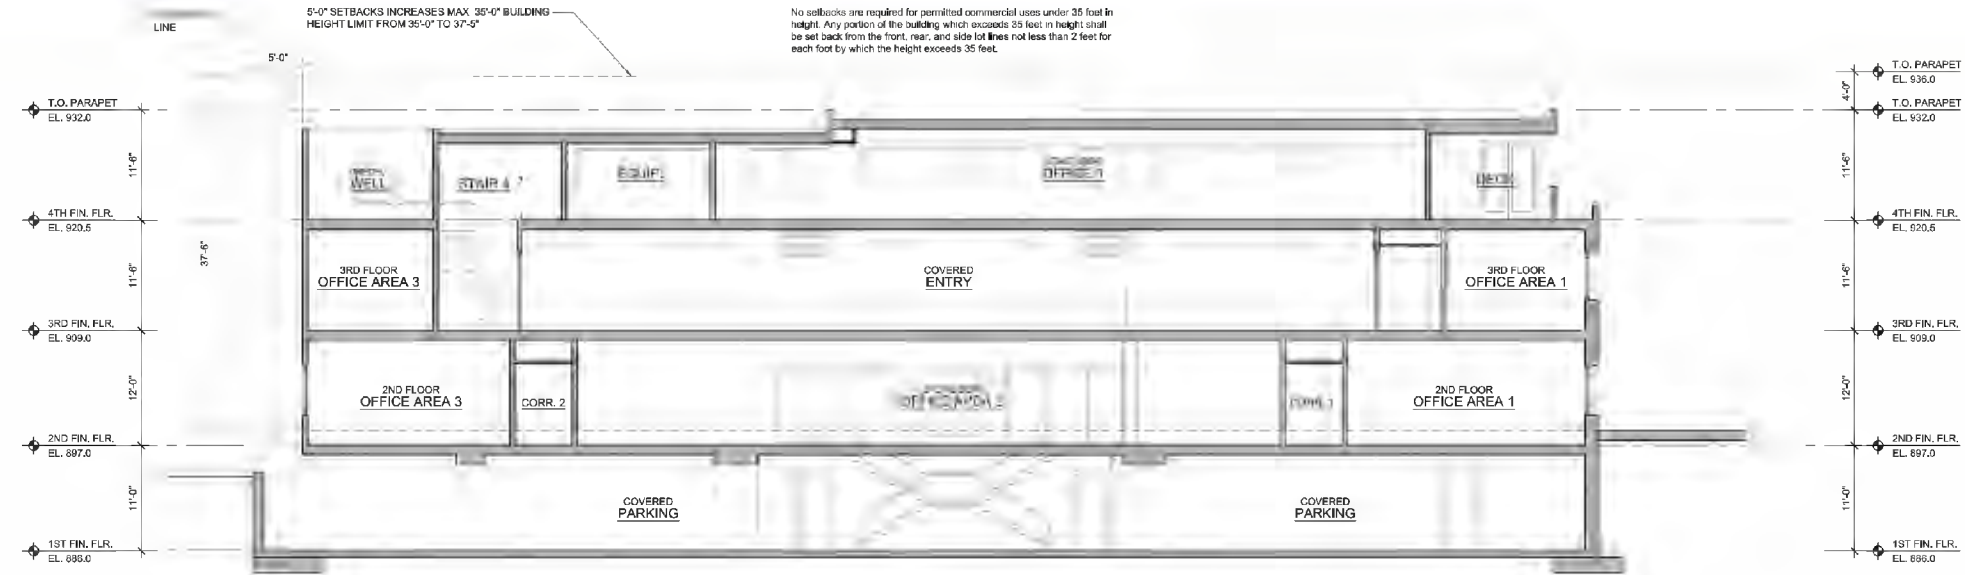 LINE
5'-0" SETBACKS INCREASES MAX 35'-0" BUILDING
HEIGHT LIMIT FROM 35'-0" TO 37'-5"
No setbacks are required for permitted commercial uses under 35 foot in
height. Any portion of the building which exceeds 35 feet in height shall
be set back from the front, rear, and side lot lines not less than 2 feet for
each foot by which the height exceeds 35 feet.
5'-0"
T.O. PARAPET
EL. 936.0
4'-0"
T.O. PARAPET
EL. 932.0
T.O. PARAPET
EL. 932.0
11'-6"
WELL
STAIR 4
EQUIP.
OFFICE 1
DECK
11'-6"
4TH FIN. FLR.
EL. 920.5
4TH FIN. FLR.
EL. 920.5
37'-6"
11'-6"
3RD FLOOR
OFFICE AREA 3
COVERED
ENTRY
3RD FLOOR
OFFICE AREA 1
11'-6"
3RD FIN. FLR.
EL. 909.0
3RD FIN. FLR.
EL. 909.0
12'-0"
2ND FLOOR
OFFICE AREA 3
CORR. 2
CORR. 1
2ND FLOOR
OFFICE AREA 1
12'-0"
2ND FIN. FLR.
EL. 897.0
2ND FIN. FLR.
EL. 897.0
11'-0"
COVERED
PARKING
COVERED
PARKING
11'-0"
1ST FIN. FLR.
EL. 886.0
1ST FIN. FLR.
EL. 886.0